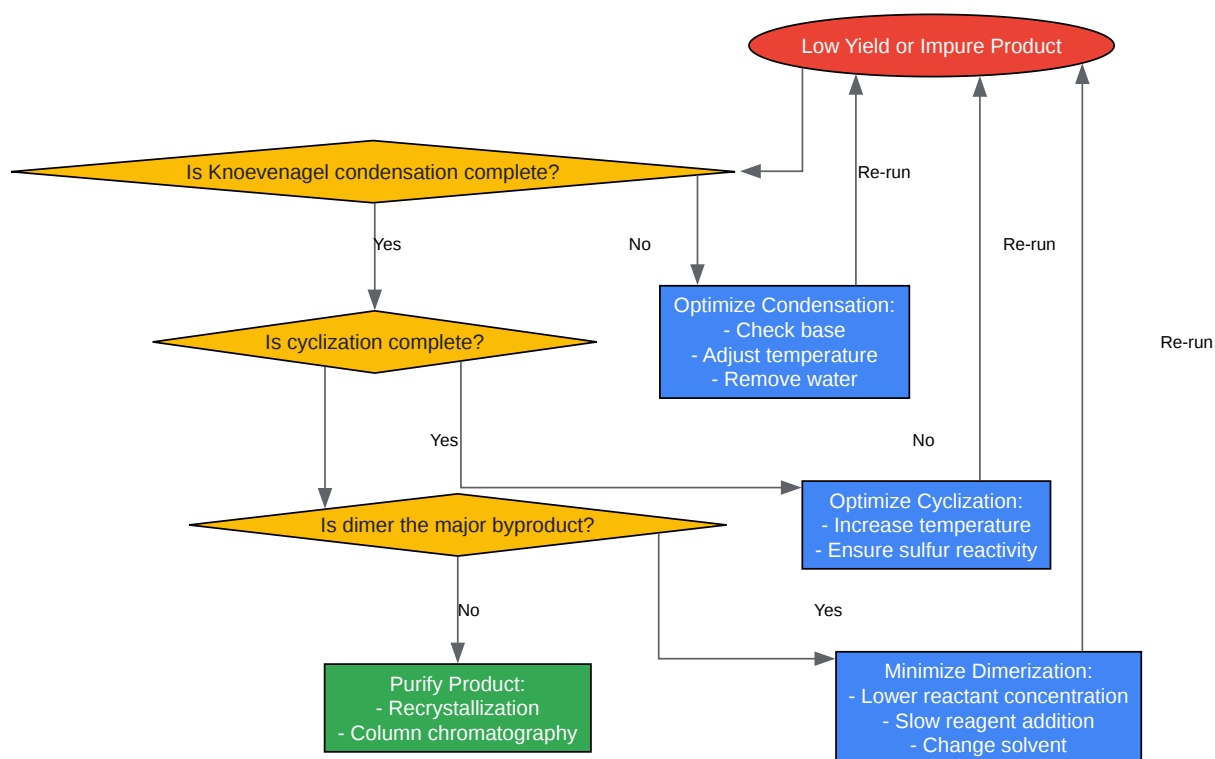 Low Yield or Impure Product
Is Knoevenagel condensation complete?
Re-run
Yes
No
Re-run
Optimize Condensation:
- Check base
- Adjust temperature
- Remove water
Is cyclization complete?
Re-run
Yes
No
Optimize Cyclization:
- Increase temperature
- Ensure sulfur reactivity
Is dimer the major byproduct?
No
Yes
Purify Product:
- Recrystallization
- Column chromatography
Minimize Dimerization:
- Lower reactant concentration
- Slow reagent addition
- Change solvent